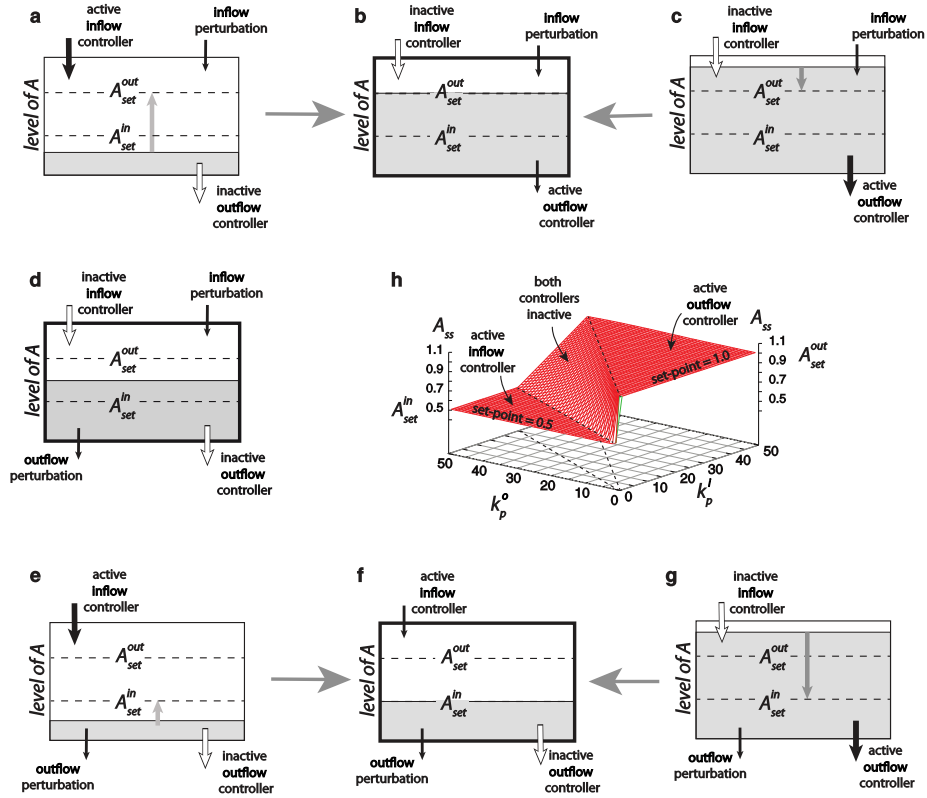 a
active
inflow
controller
inflow
perturbation
level of A
A_set^out
A_set^in
inactive
outflow
controller
b
inactive
inflow
controller
inflow
perturbation
level of A
A_set^out
A_set^in
active
outflow
controller
c
inactive
inflow
controller
inflow
perturbation
level of A
A_set^out
A_set^in
active
outflow
controller
d
inactive
inflow
controller
inflow
perturbation
level of A
A_set^out
A_set^in
outflow
perturbation
inactive
outflow
controller
h
both
controllers
inactive
active
outflow
controller
active
inflow
controller
A_ss
1.1
0.9
0.7
0.5
A_set^in
A_ss
1.1
0.9
0.7
0.5
A_set^out
set-point = 0.5
set-point = 1.0
50
40
30
20
10
0
k_p^o
0
10
20
30
40
50
k_p^I
e
active
inflow
controller
level of A
A_set^out
A_set^in
outflow
perturbation
inactive
outflow
controller
f
active
inflow
controller
level of A
A_set^out
A_set^in
outflow
perturbation
inactive
outflow
controller
g
inactive
inflow
controller
level of A
A_set^out
A_set^in
outflow
perturbation
active
outflow
controller